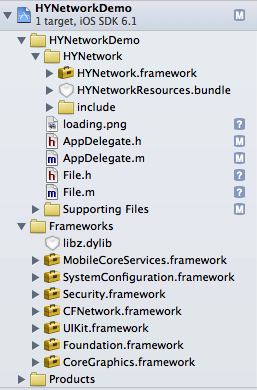 HYNetworkDemo
1 target, iOS SDK 6.1
M
HYNetworkDemo
HYNetwork
HYNetwork.framework
HYNetworkResources.bundle
include
loading.png
?
AppDelegate.h
M
AppDelegate.m
M
File.h
?
File.m
?
Supporting Files
M
Frameworks
libz.dylib
MobileCoreServices.framework
SystemConfiguration.framework
Security.framework
CFNetwork.framework
UIKit.framework
Foundation.framework
CoreGraphics.framework
Products